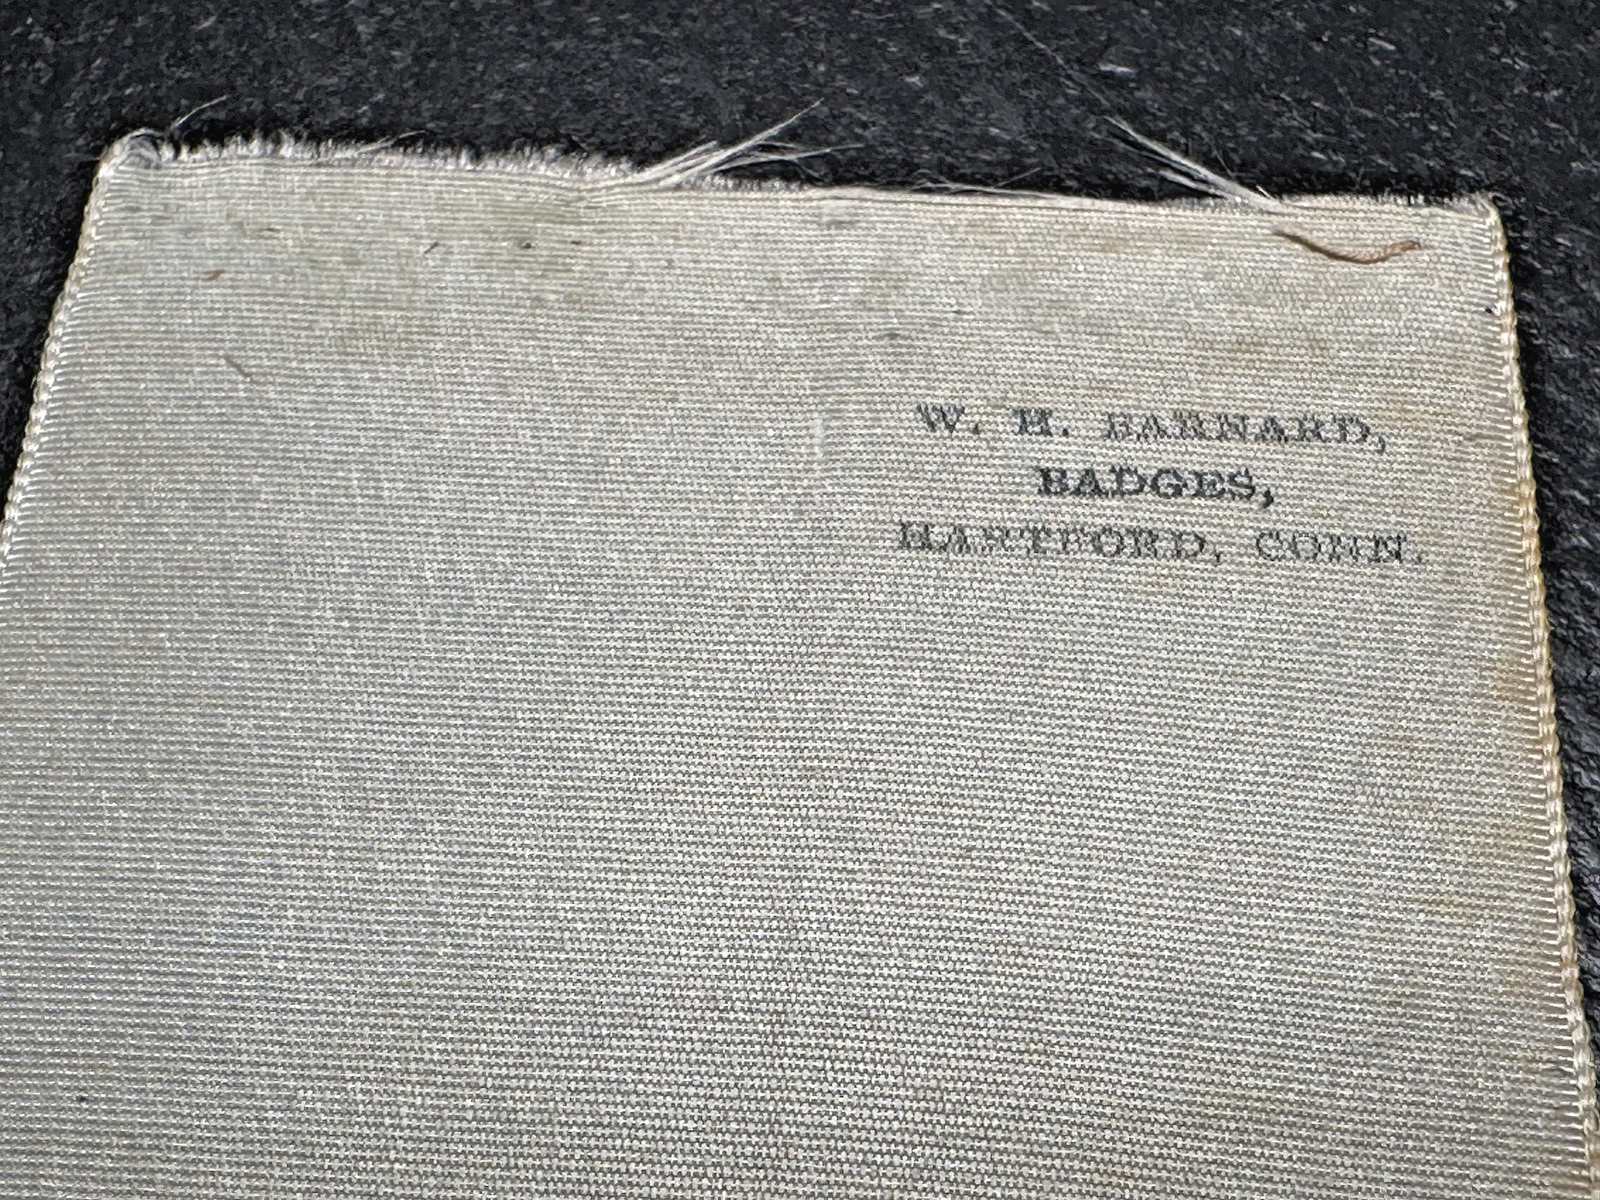 W. H. BARNARD,
BADGES,
HARTFORD, CONN.